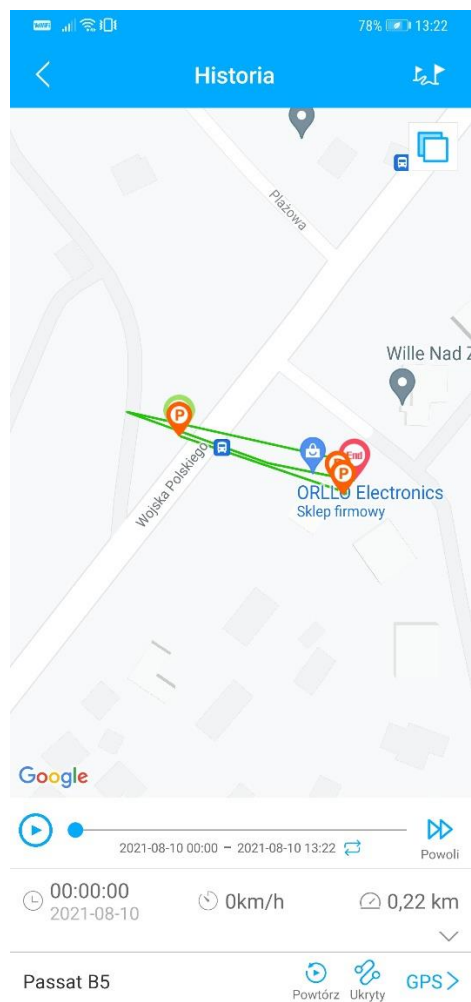 WiFi 78% 13:22
Historia
Plażowa
Wille Nad Z
P
End
P
ORLLO Electronics
Sklep firmowy
Wojska Polskiego
Google
2021-08-10 00:00 – 2021-08-10 13:22
Powoli
00:00:00
2021-08-10
0km/h
0,22 km
Passat B5
Powtórz
Ukryty
GPS